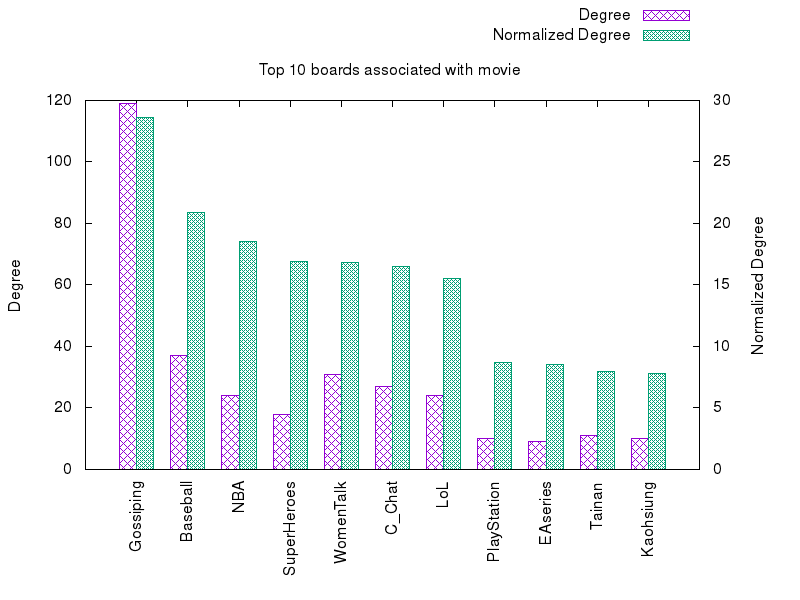 Degree
Normalized Degree
Top 10 boards associated with movie
120 30
100 25
80 20
60 15
40 10
20 5
0 0
Degree
Normalized Degree
Gossiping
Baseball
NBA
SuperHeroes
WomenTalk
C_Chat
LoL
PlayStation
EAseries
Tainan
Kaohsiung